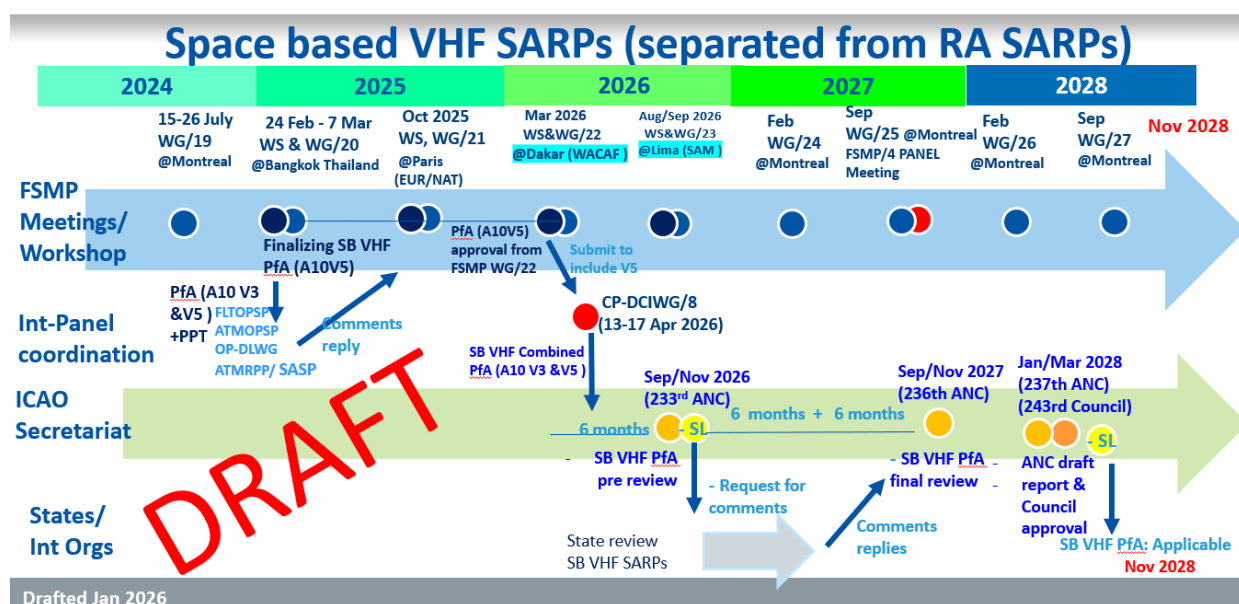 Space based VHF SARPs (separated from RA SARPs)
2024
2025
2026
2027
2028
15-26 July
WG/19
@Montreal
24 Feb - 7 Mar
WS & WG/20
@Bangkok Thailand
Oct 2025
WS, WG/21
@Paris
(EUR/NAT)
Mar 2026
WS&WG/22
@Dakar (WACAF )
Aug/Sep 2026
WS&WG/23
@Lima (SAM )
Feb
WG/24
@Montreal
Sep
WG/25 @Montreal
FSMP/4 PANEL
Meeting
Feb
WG/26
@Montreal
Sep
WG/27
@Montreal
Nov 2028
FSMP
Meetings/
Workshop
Finalizing SB VHF
PfA (A10V5)
PfA (A10V5)
approval from
FSMP WG/22
Submit to
include V5
PfA (A10 V3
&V5 )
+PPT
FLTOPSP
ATMOPSP
OP-DLWG
ATMRPP/ SASP
Comments
reply
Int-Panel
coordination
CP-DCIWG/8
(13-17 Apr 2026)
SB VHF Combined
PfA (A10 V3 &V5 )
DRAFT
ICAO
Secretariat
Sep/Nov 2026
(233rd ANC)
6 months
- SL
6 months + 6 months
Sep/Nov 2027
(236th ANC)
Jan/Mar 2028
(237th ANC)
(243rd Council)
- SL
- SB VHF PfA
pre review
- Request for
comments
- SB VHF PfA
final review
- ANC draft
report &
Council
approval
States/
Int Orgs
State review
SB VHF SARPs
Comments
replies
SB VHF PfA: Applicable
Nov 2028
Drafted Jan 2026